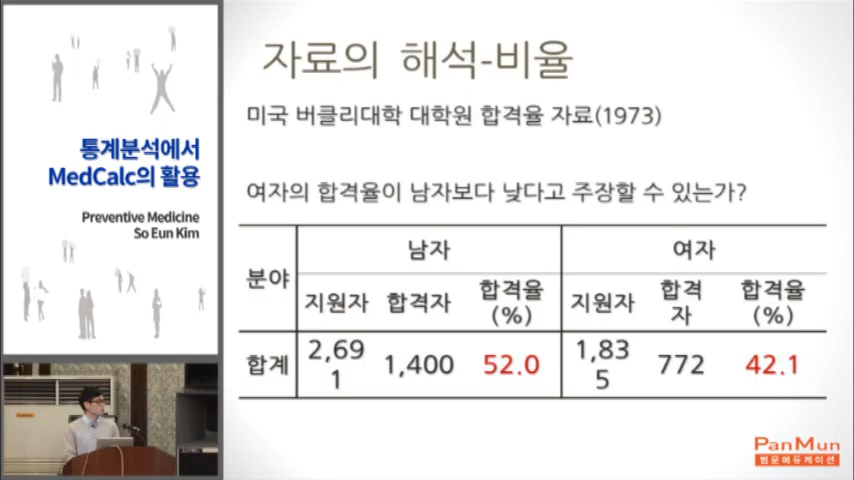 통계분석에서
MedCalc의 활용
Preventive Medicine
So Eun Kim
자료의 해석-비율
미국 버클리대학 대학원 합격율 자료(1973)
여자의 합격율이 남자보다 낮다고 주장할 수 있는가?
분야 남자 여자
지원자 합격자 합격율 (%) 지원자 합격자 합격율 (%)
합계 2,691 1,400 52.0 1,835 772 42.1
PanMun
범문에듀케이션